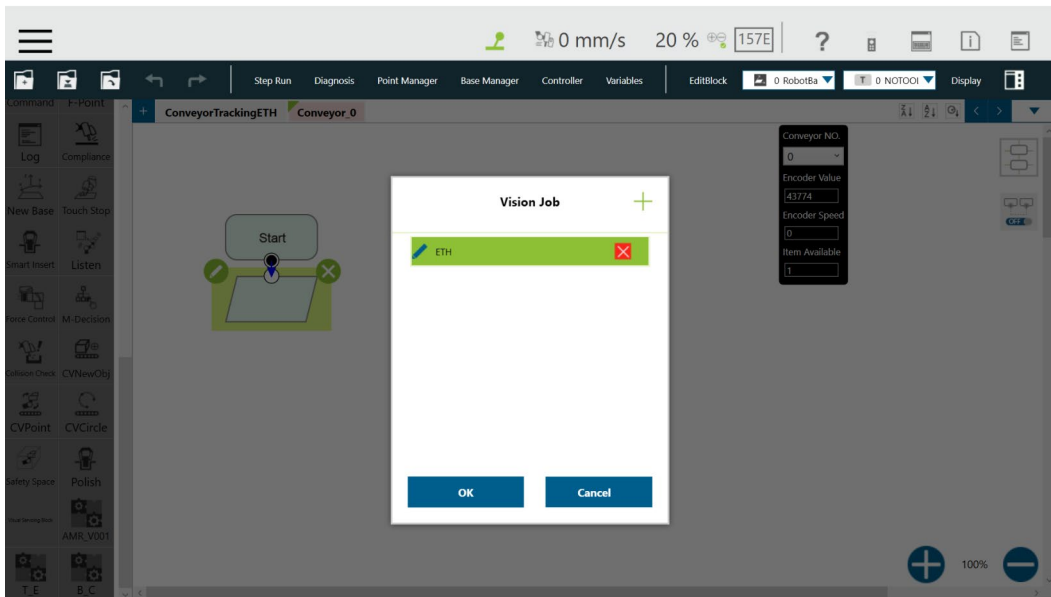 0 mm/s 20 % 157E ?
Step Run Diagnosis Point Manager Base Manager Controller Variables EditBlock 0 RobotBa T 0 NOTOOL Display
Command F-Point
+ ConveyorTrackingETH Conveyor_0
Log Compliance
New Base Touch Stop
Smart Insert Listen
Force Control M-Decision
Collision Check CVNewObj
CVPoint CVCircle
Safety Space Polish
AMR_V001
T_E B_C
Start
Vision Job
ETH
OK Cancel
Conveyor NO.
0
Encoder Value
43774
Encoder Speed
0
Item Available
1
OFF
100%